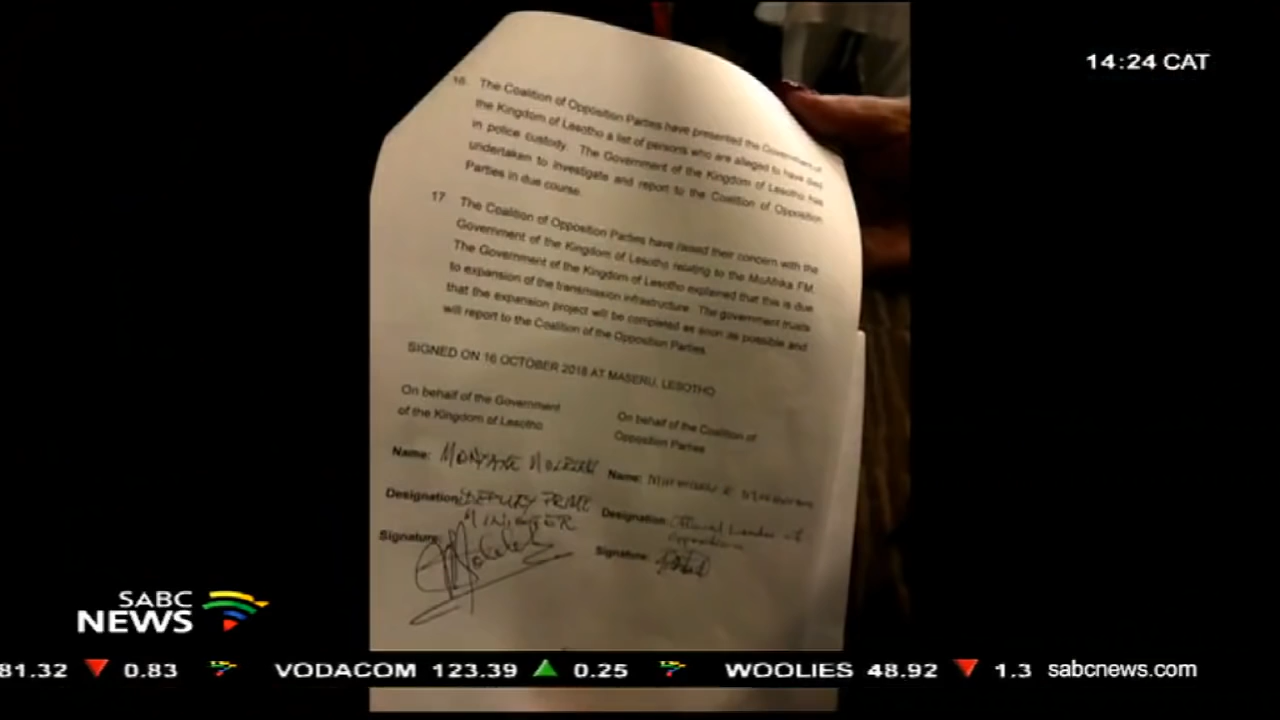 14:24 CAT
16. The Coalition of Opposition Parties have presented the Government of
the Kingdom of Lesotho a list of persons who are alleged to have died
in police custody. The Government of the Kingdom of Lesotho has
undertaken to investigate and report to the Coalition of Opposition
Parties in due course.
17 The Coalition of Opposition Parties have raised their concern with the
Government of the Kingdom of Lesotho relating to the MoAfrika FM.
The Government of the Kingdom of Lesotho explained that this is due
to expansion of the transmission infrastructure. The government trusts
that the expansion project will be completed as soon as possible and
will report to the Coalition of the Opposition Parties.
SIGNED ON 16 OCTOBER 2018 AT MASERU, LESOTHO
On behalf of the Government
of the Kingdom of Lesotho
Name:
Designation: DEPUTY PRIME
MINISTER
Signature:
On behalf of the Coalition of
Opposition Parties
Name:
Designation: Official Leader of
Opposition
Signature:
SABC
NEWS
81.32 0.83 VODACOM 123.39 0.25 WOOLIES 48.92 1.3 sabcnews.com